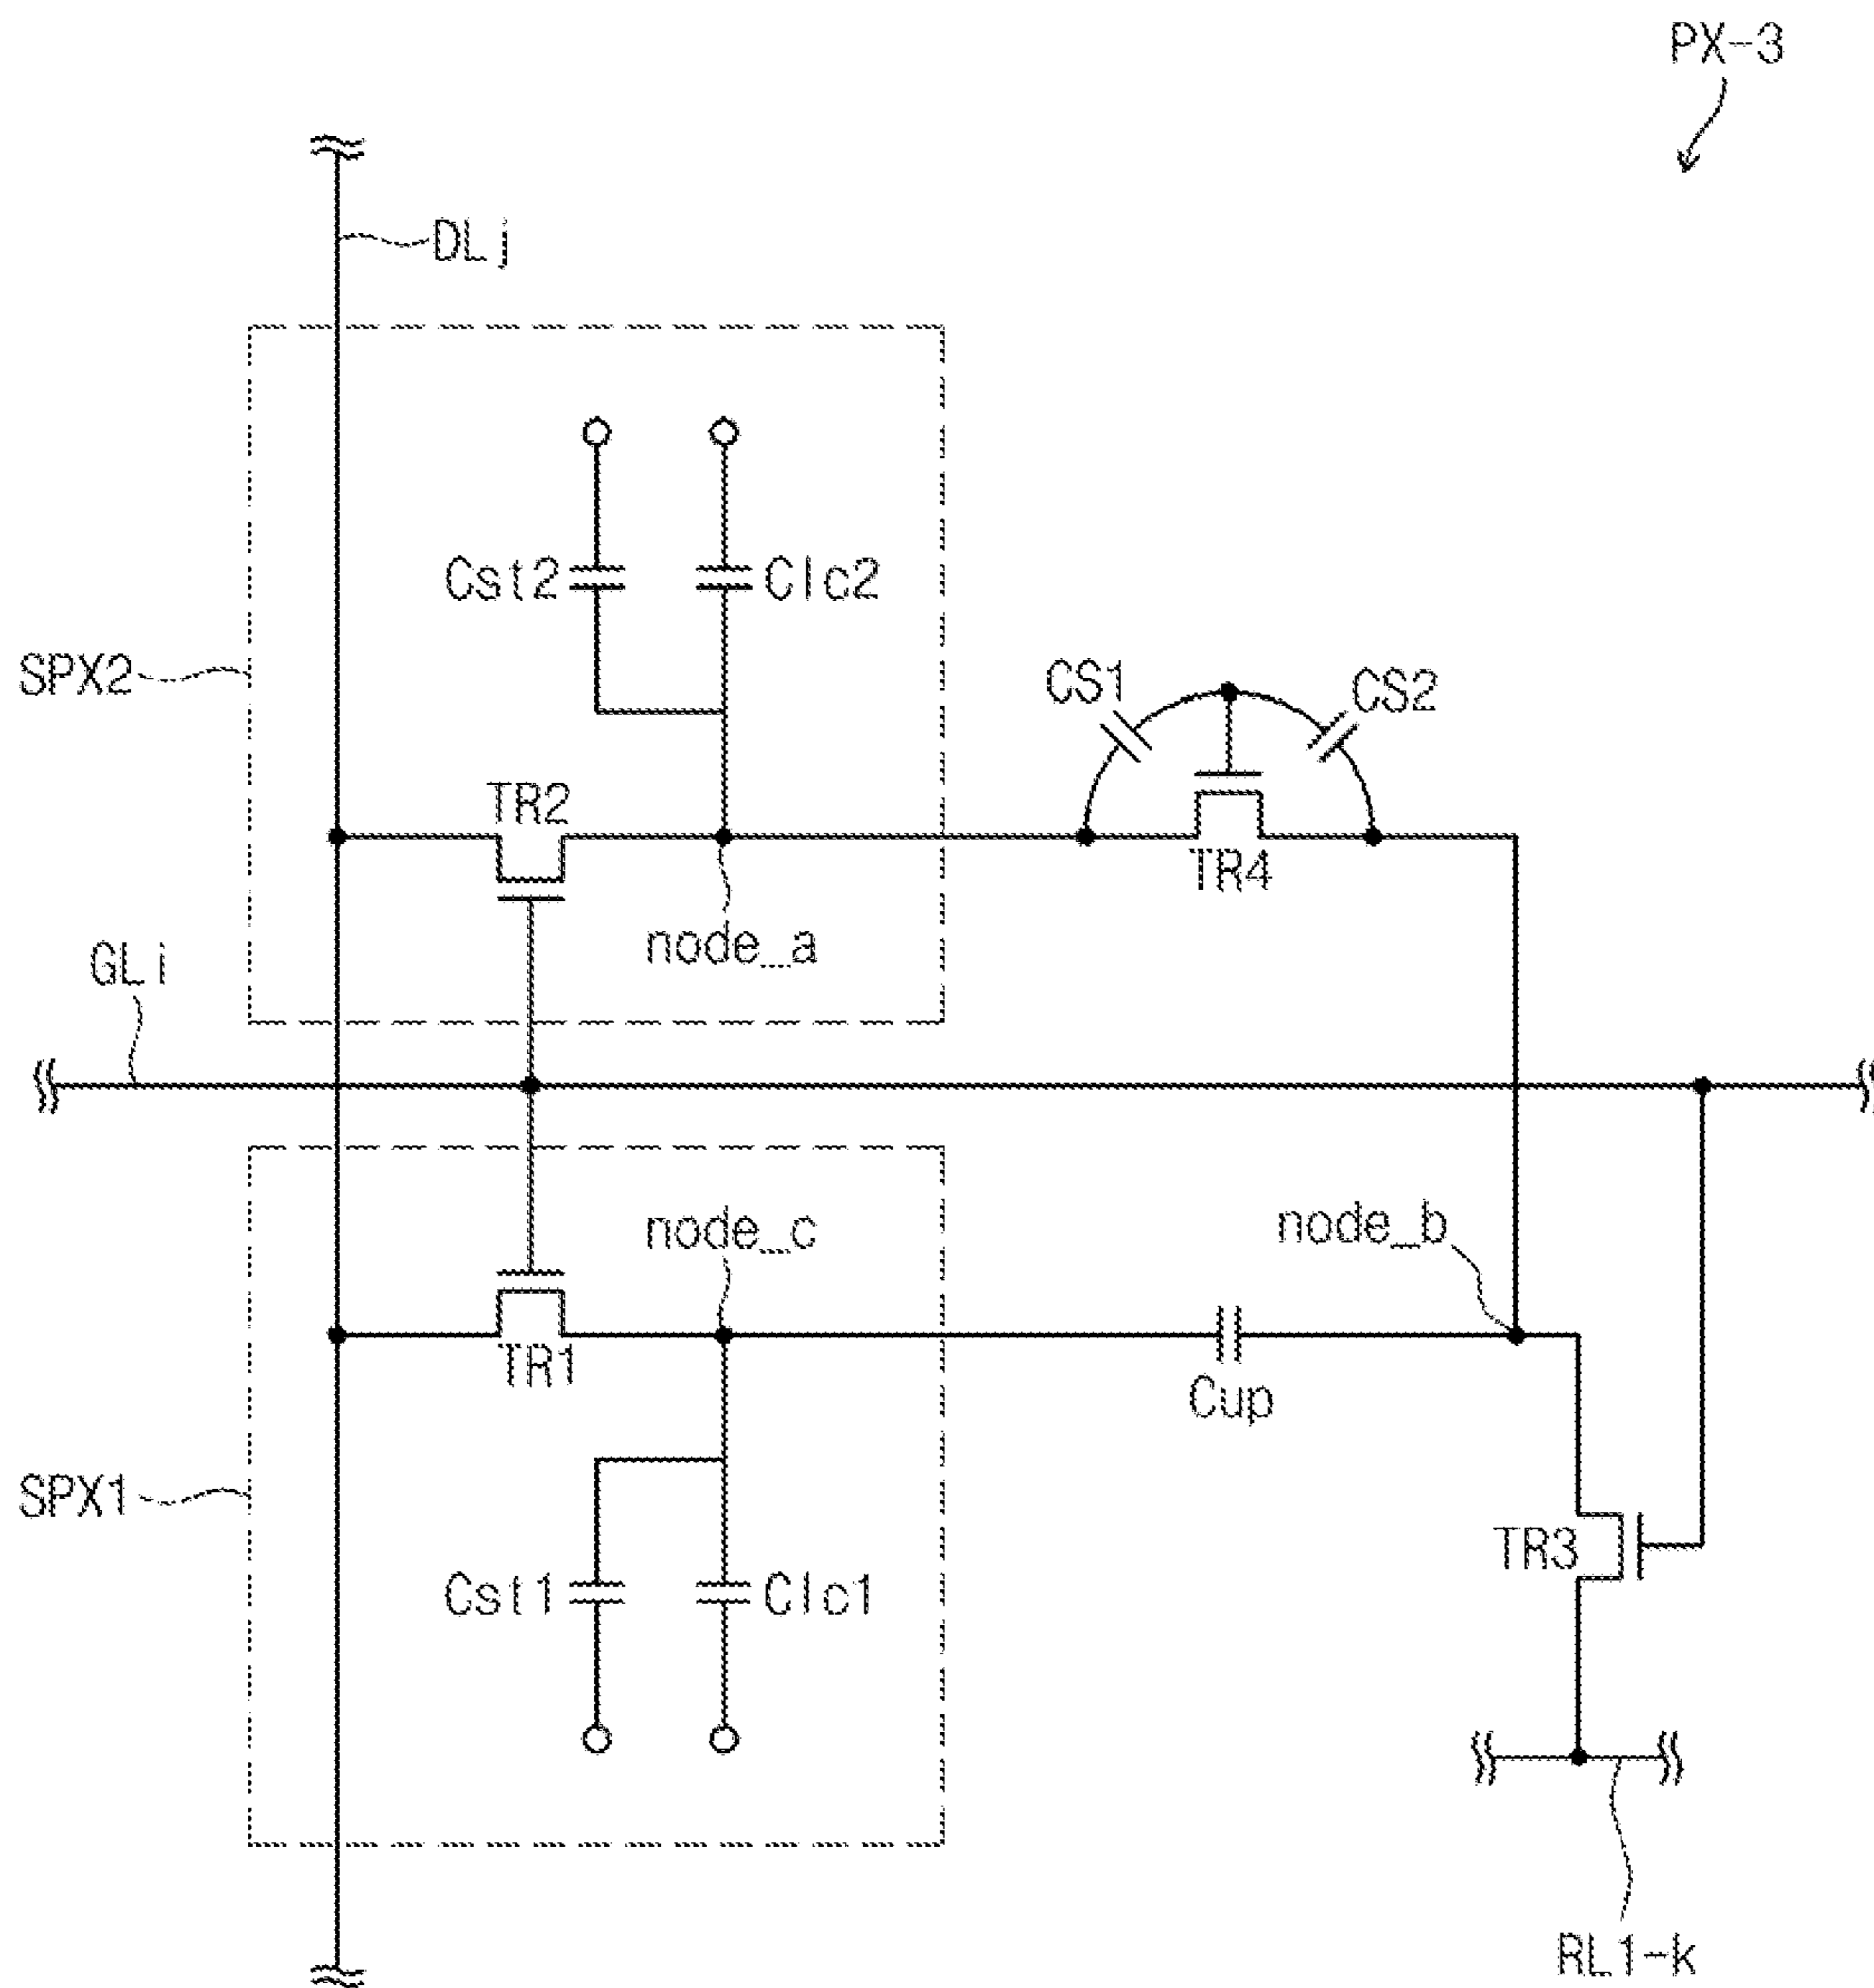 PX-3
DLj
Cst2
Clc2
SPX2
CS1
CS2
TR2
TR4
node_a
GLi
node_c
node_b
TR1
Cup
SPX1
TR3
Cst1
Clc1
RL1-k